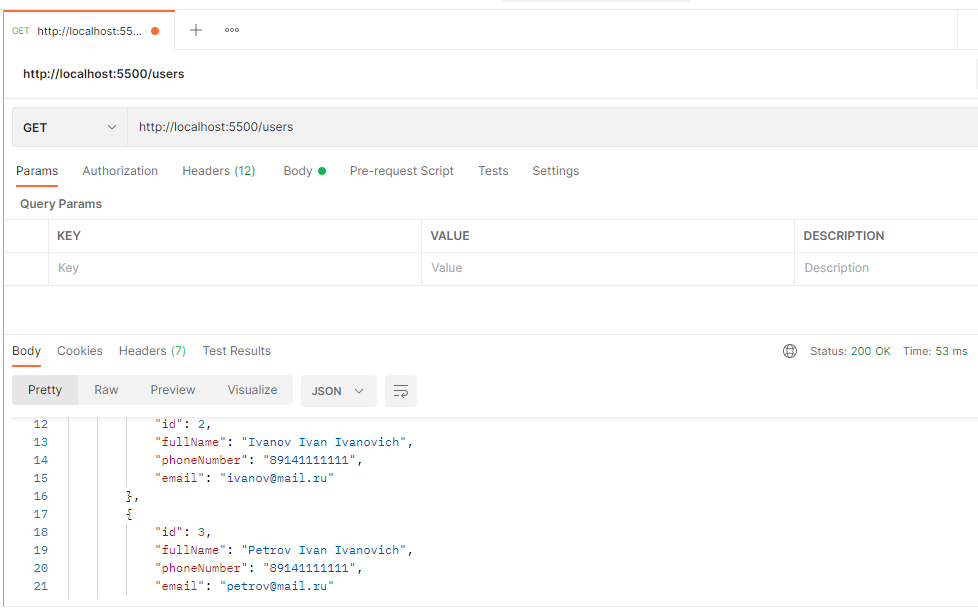 GET http://localhost:55...
http://localhost:5500/users
GET http://localhost:5500/users
Params Authorization Headers (12) Body Pre-request Script Tests Settings
Query Params
KEY VALUE DESCRIPTION
Key Value Description
Body Cookies Headers (7) Test Results Status: 200 OK Time: 53 ms
Pretty Raw Preview Visualize JSON
12 "id": 2,
13 "fullName": "Ivanov Ivan Ivanovich",
14 "phoneNumber": "89141111111",
15 "email": "ivanov@mail.ru"
16 },
17 {
18 "id": 3,
19 "fullName": "Petrov Ivan Ivanovich",
20 "phoneNumber": "89141111111",
21 "email": "petrov@mail.ru"